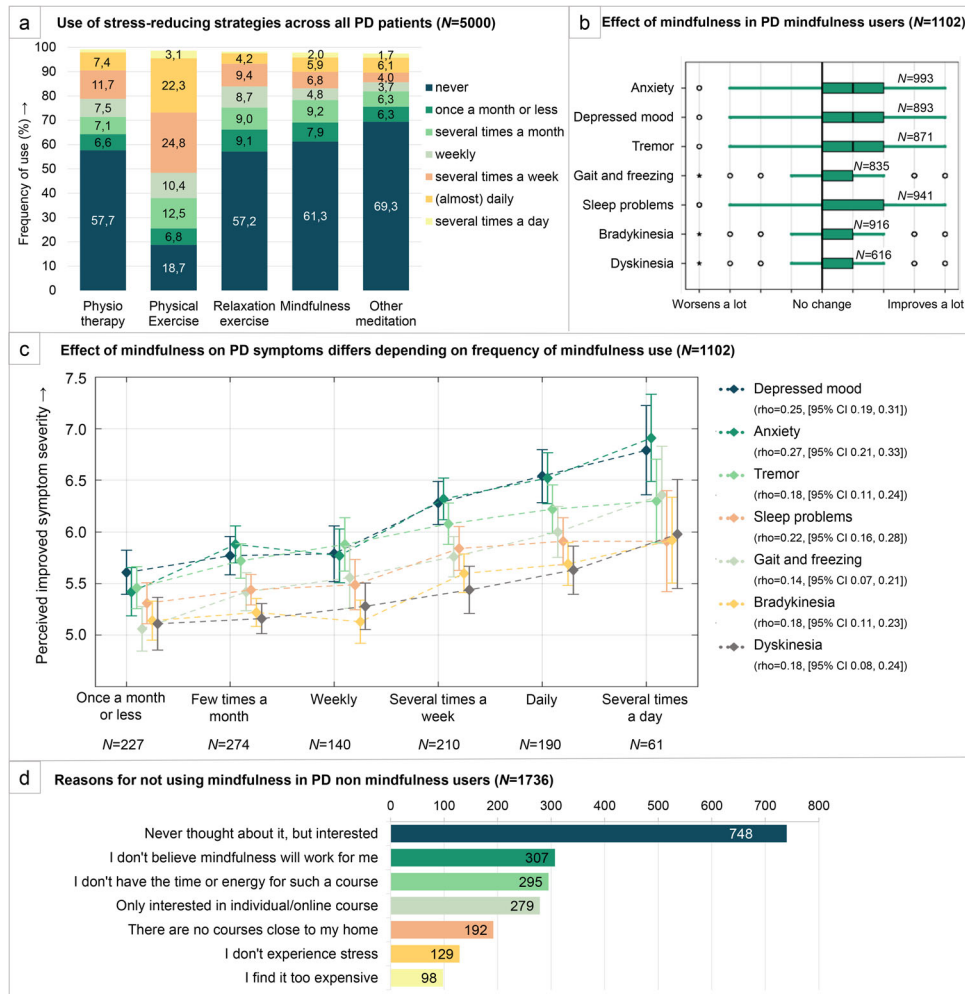 a
Use of stress-reducing strategies across all PD patients (N=5000)
Frequency of use (%) →
100
90
80
70
60
50
40
30
20
10
0
7,4
11,7
7,5
7,1
6,6
57,7
3,1
22,3
24,8
10,4
12,5
6,8
18,7
4,2
9,4
8,7
9,0
9,1
57,2
2,0
5,9
6,8
4,8
9,2
7,9
61,3
1,7
6,1
4,0
3,7
6,3
6,3
69,3
Physio
therapy
Physical
Exercise
Relaxation
exercise
Mindfulness
Other
meditation
never
once a month or less
several times a month
weekly
several times a week
(almost) daily
several times a day
b
Effect of mindfulness in PD mindfulness users (N=1102)
Anxiety
N=993
Depressed mood
N=893
Tremor
N=871
Gait and freezing
N=835
Sleep problems
N=941
Bradykinesia
N=916
Dyskinesia
N=616
Worsens a lot
No change
Improves a lot
c
Effect of mindfulness on PD symptoms differs depending on frequency of mindfulness use (N=1102)
Perceived improved symptom severity →
7.5
7.0
6.5
6.0
5.5
5.0
Once a month
or less
Few times a
month
Weekly
Several times a
week
Daily
Several times
a day
N=227
N=274
N=140
N=210
N=190
N=61
Depressed mood
(rho=0.25, [95% CI 0.19, 0.31])
Anxiety
(rho=0.27, [95% CI 0.21, 0.33])
Tremor
(rho=0.18, [95% CI 0.11, 0.24])
Sleep problems
(rho=0.22, [95% CI 0.16, 0.28])
Gait and freezing
(rho=0.14, [95% CI 0.07, 0.21])
Bradykinesia
(rho=0.18, [95% CI 0.11, 0.23])
Dyskinesia
(rho=0.18, [95% CI 0.08, 0.24])
d
Reasons for not using mindfulness in PD non mindfulness users (N=1736)
0 100 200 300 400 500 600 700 800
Never thought about it, but interested 748
I don't believe mindfulness will work for me 307
I don't have the time or energy for such a course 295
Only interested in individual/online course 279
There are no courses close to my home 192
I don't experience stress 129
I find it too expensive 98